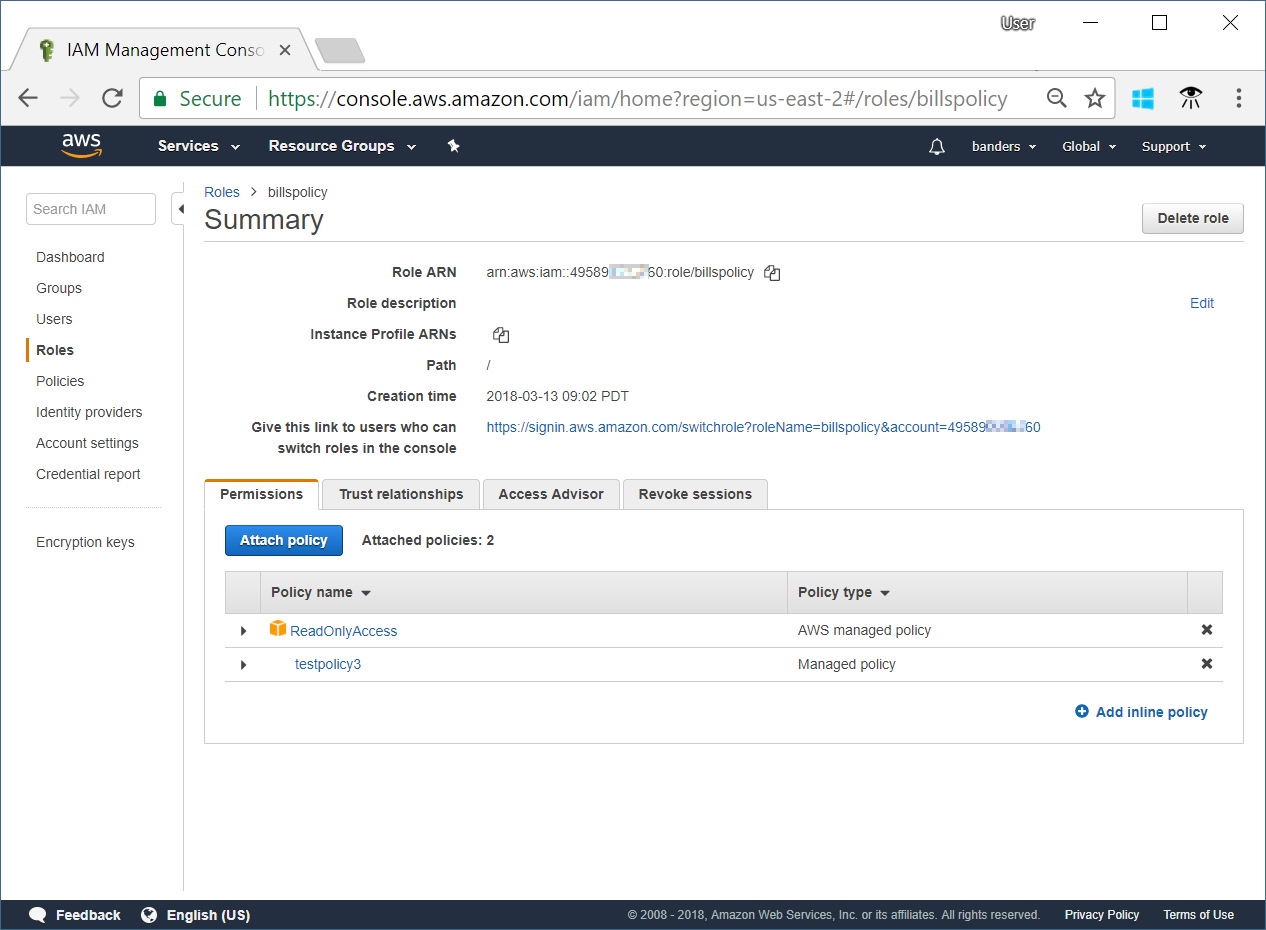 User
IAM Management Conso
Secure https://console.aws.amazon.com/iam/home?region=us-east-2#/roles/billspolicy
aws Services Resource Groups banders Global Support
Search IAM
Dashboard
Groups
Users
Roles
Policies
Identity providers
Account settings
Credential report
Encryption keys
Roles > billspolicy
Summary
Delete role
Role ARN arn:aws:iam::49589 60:role/billspolicy
Role description Edit
Instance Profile ARNs
Path /
Creation time 2018-03-13 09:02 PDT
Give this link to users who can https://signin.aws.amazon.com/switchrole?roleName=billspolicy&account=49589 60
switch roles in the console
Permissions Trust relationships Access Advisor Revoke sessions
Attach policy Attached policies: 2
Policy name Policy type
ReadOnlyAccess AWS managed policy
testpolicy3 Managed policy
Add inline policy
Feedback English (US) © 2008 - 2018, Amazon Web Services, Inc. or its affiliates. All rights reserved. Privacy Policy Terms of Use